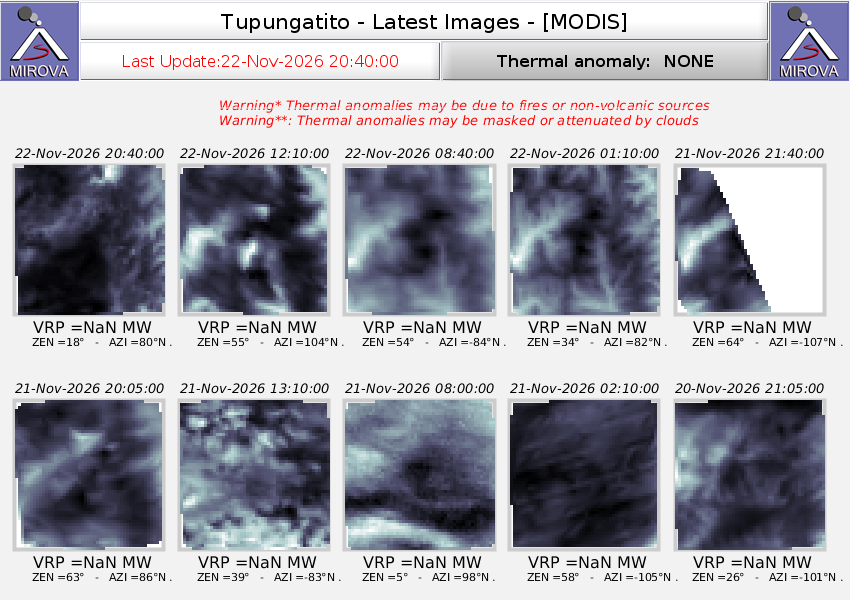 Tupungatito - Latest Images - [MODIS]
MIROVA
Last Update:22-Nov-2026 20:40:00
Thermal anomaly: NONE
MIROVA
Warning* Thermal anomalies may be due to fires or non-volcanic sources
Warning**: Thermal anomalies may be masked or attenuated by clouds
22-Nov-2026 20:40:00 22-Nov-2026 12:10:00 22-Nov-2026 08:40:00 22-Nov-2026 01:10:00 21-Nov-2026 21:40:00
VRP =NaN MW VRP =NaN MW VRP =NaN MW VRP =NaN MW VRP =NaN MW
ZEN =18° - AZI =80°N . ZEN =55° - AZI =104°N . ZEN =54° - AZI =-84°N . ZEN =34° - AZI =82°N . ZEN =64° - AZI =-107°N .
21-Nov-2026 20:05:00 21-Nov-2026 13:10:00 21-Nov-2026 08:00:00 21-Nov-2026 02:10:00 20-Nov-2026 21:05:00
VRP =NaN MW VRP =NaN MW VRP =NaN MW VRP =NaN MW VRP =NaN MW
ZEN =63° - AZI =86°N . ZEN =39° - AZI =-83°N . ZEN =5° - AZI =98°N . ZEN =58° - AZI =-105°N . ZEN =26° - AZI =-101°N .